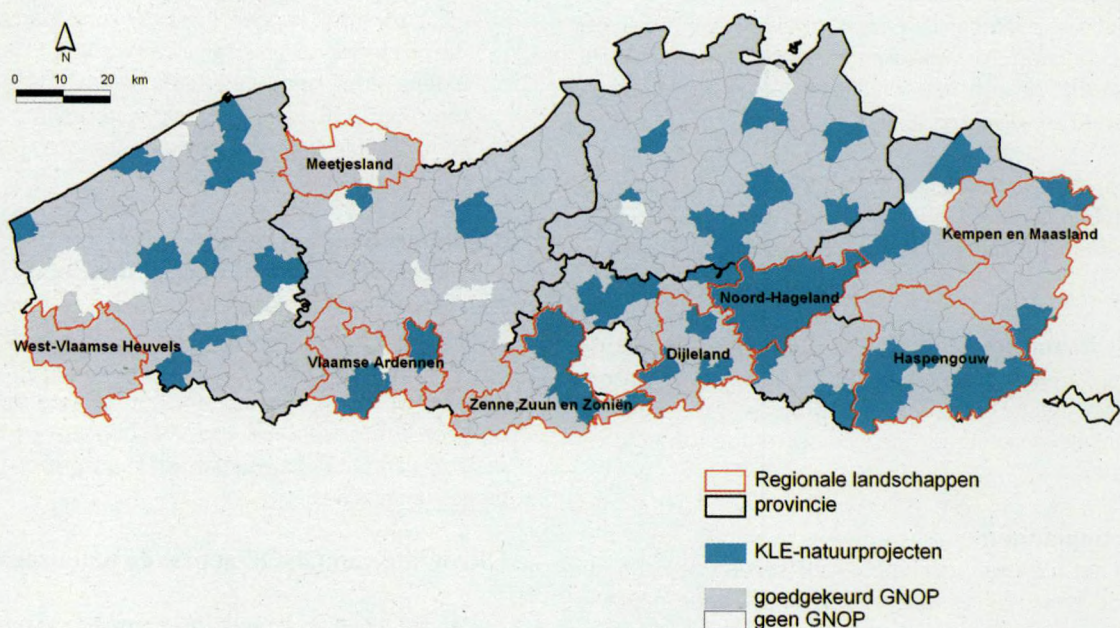 N
0 10 20 km
Meetjesland
Kempen en Maasland
Noord-Hageland
West-Vlaamse Heuvels
Vlaamse Ardennen
Dijleland
Haspengouw
Zenne,Zuun en Zoniën
Regionale landschappen
provincie
KLE-natuurprojecten
goedgekeurd GNOP
geen GNOP